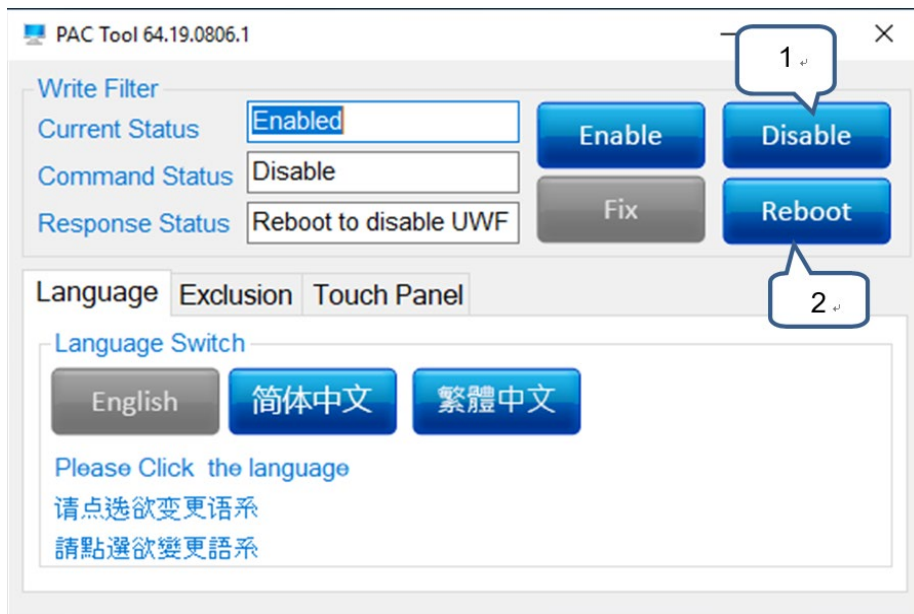 PAC Tool 64.19.0806.1
1
Write Filter
Current Status Enabled Enable Disable
Command Status Disable
Response Status Reboot to disable UWF Fix Reboot
2
Language Exclusion Touch Panel
Language Switch
English 简体中文 繁體中文
Please Click the language
请点选欲变更语系
請點選欲變更語系